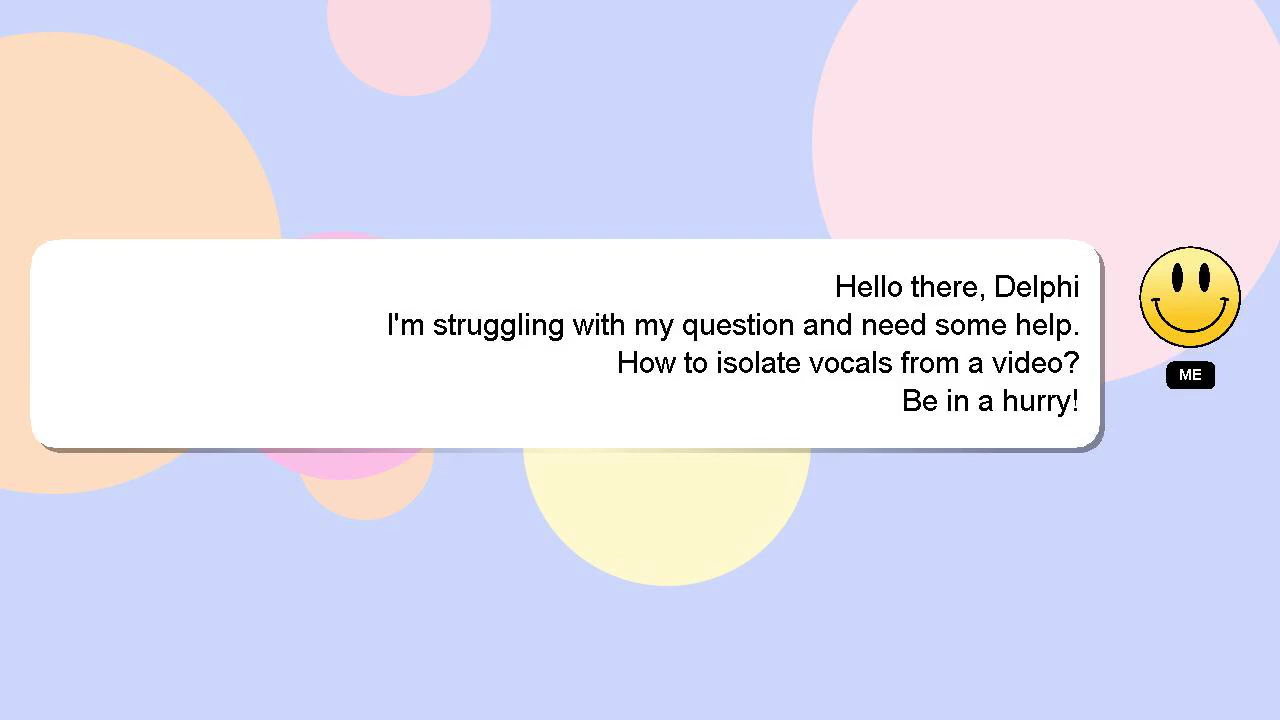 Hello there, Delphi
I'm struggling with my question and need some help.
How to isolate vocals from a video?
Be in a hurry!
ME